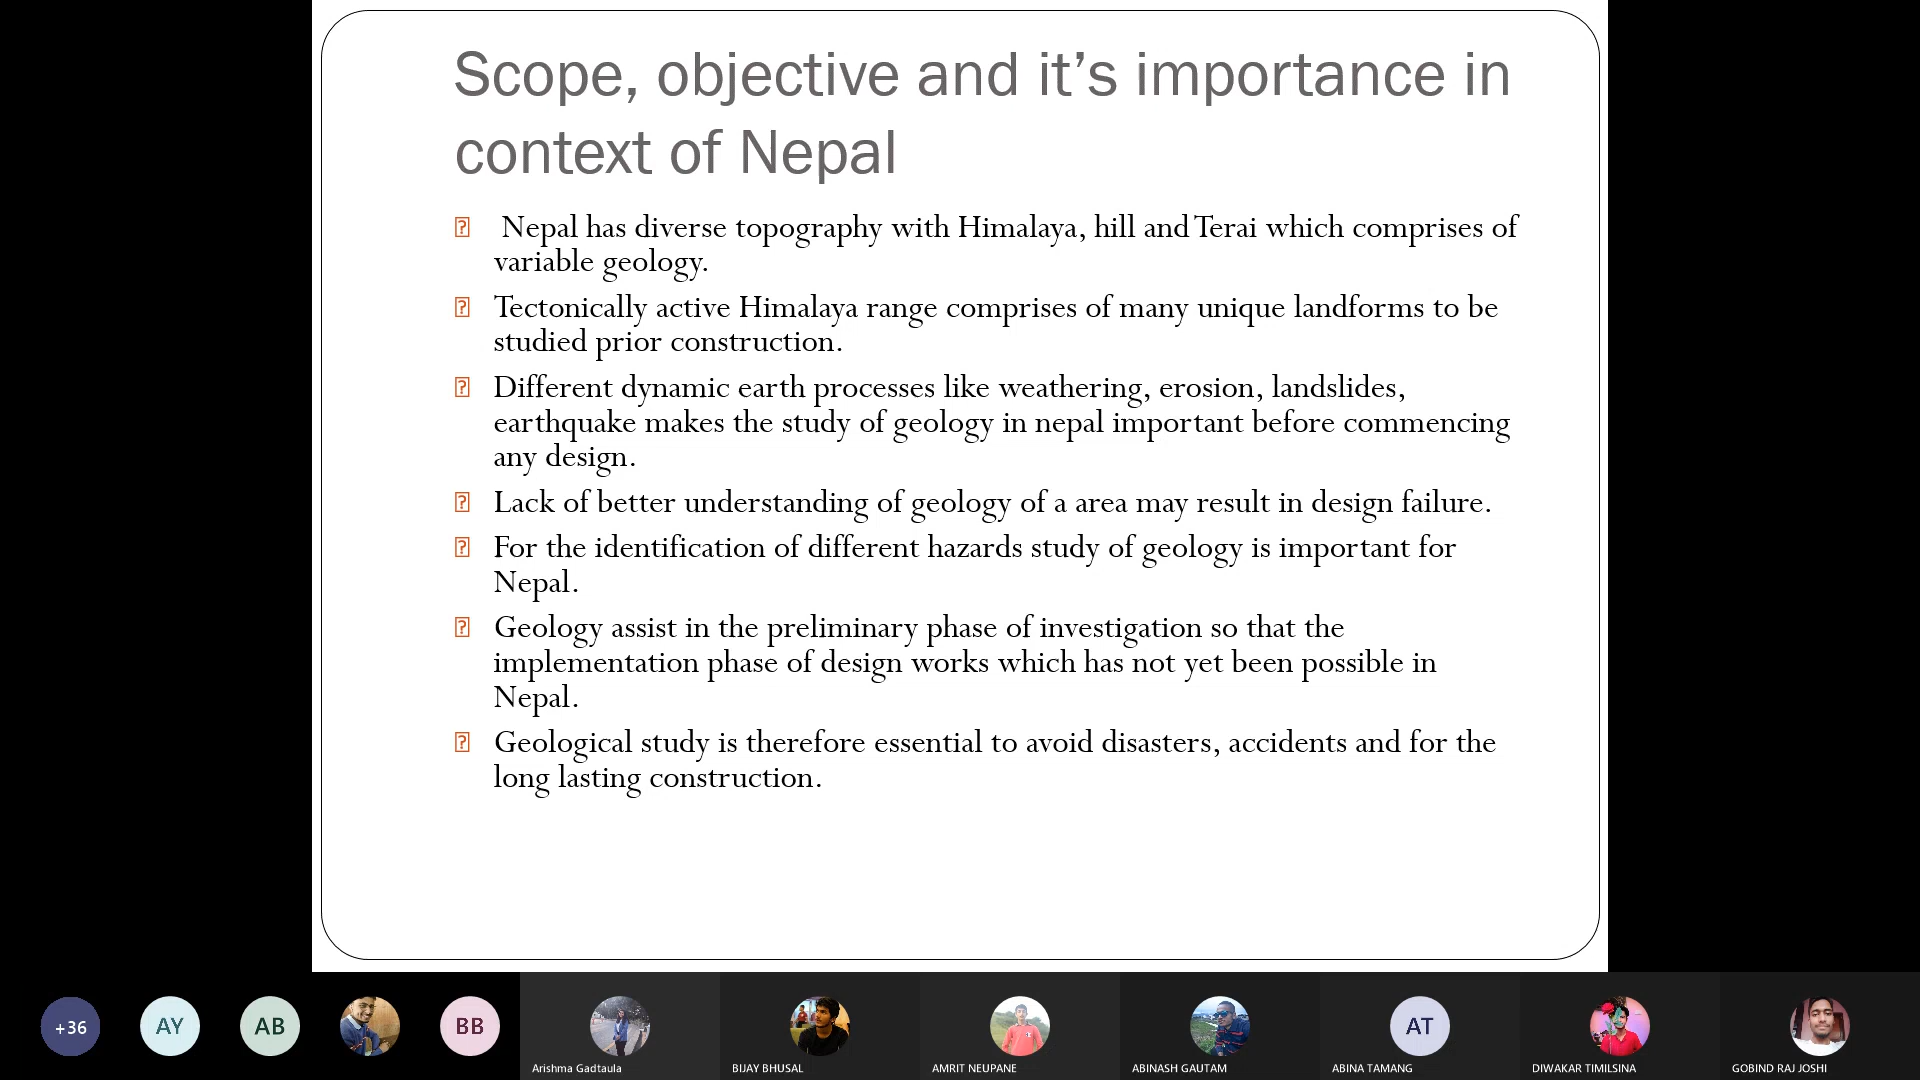 Scope, objective and it’s importance in
context of Nepal
Nepal has diverse topography with Himalaya, hill and Terai which comprises of
variable geology.
Tectonically active Himalaya range comprises of many unique landforms to be
studied prior construction.
Different dynamic earth processes like weathering, erosion, landslides,
earthquake makes the study of geology in nepal important before commencing
any design.
Lack of better understanding of geology of a area may result in design failure.
For the identification of different hazards study of geology is important for
Nepal.
Geology assist in the preliminary phase of investigation so that the
implementation phase of design works which has not yet been possible in
Nepal.
Geological study is therefore essential to avoid disasters, accidents and for the
long lasting construction.
+36
AY
AB
BB
AT
Arishma Gadtaula
BIJAY BHUSAL
AMRIT NEUPANE
ABINASH GAUTAM
ABINA TAMANG
DIWAKAR TIMILSINA
GOBIND RAJ JOSHI